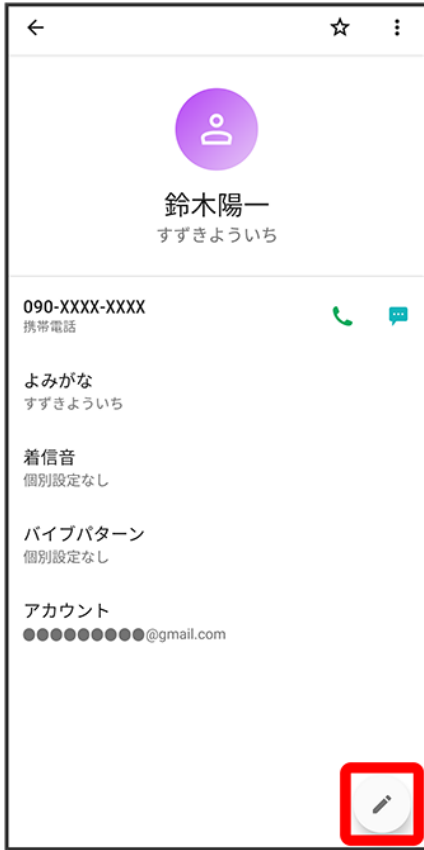 鈴木陽一
すずきよういち
090-XXXX-XXXX
携帯電話
よみがな
すずきよういち
着信音
個別設定なし
バイブパターン
個別設定なし
アカウント
●●●●●●●●●@gmail.com